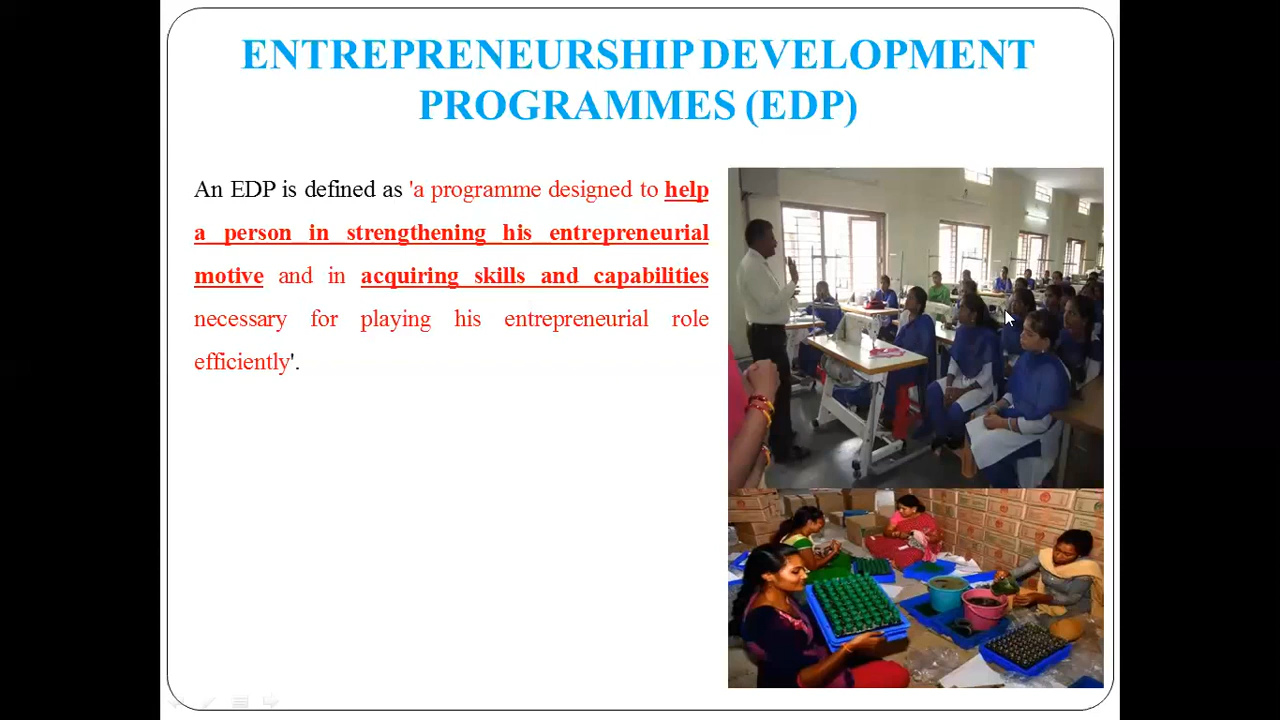 ENTREPRENEURSHIP DEVELOPMENT
PROGRAMMES (EDP)
An EDP is defined as 'a programme designed to help
a person in strengthening his entrepreneurial
motive and in acquiring skills and capabilities
necessary for playing his entrepreneurial role
efficiently'.